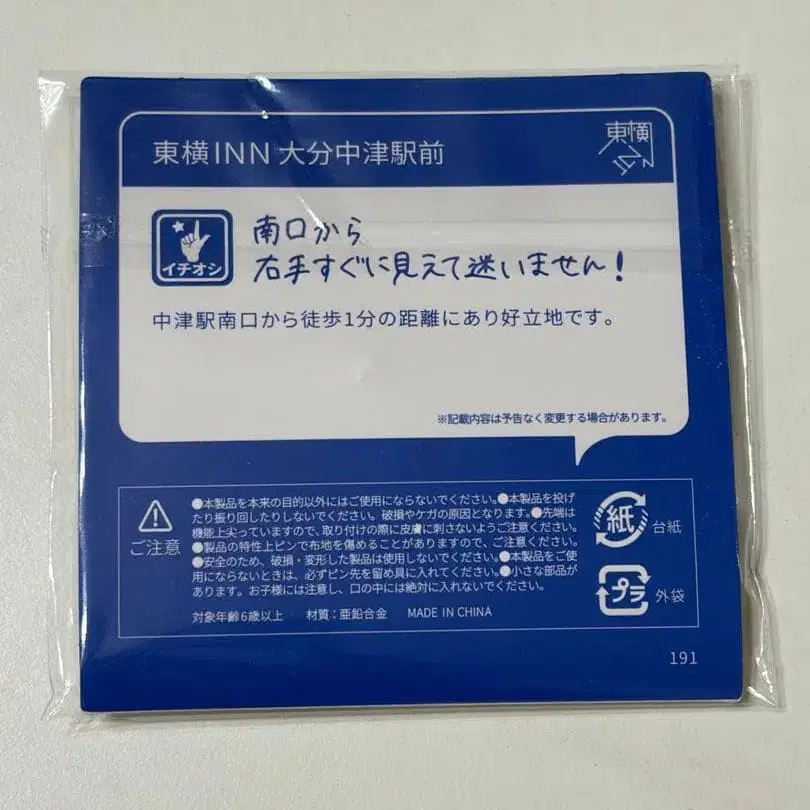 東横INN 大分中津駅前
東横INN
イチオシ
南口から
右手すぐに見えて迷いません!
中津駅南口から徒歩1分の距離にあり好立地です。
※記載内容は予告なく変更する場合があります。
ご注意
●本製品を本来の目的以外にはご使用にならないでください。●本製品を投げ
たり振り回したりしないでください。破損やケガの原因となります。●先端は
機能上尖っていますので、取り付けの際に皮膚に刺さないようご注意ください。
●製品の特性上ピンで布地を傷めることがありますので、ご注意ください。
●安全のため、破損・変形した製品は使用しないでください。●本製品をご使
用にならないときは、必ずピン先を留め具に入れてください。●小さな部品が
あります。お子様には注意し、口の中には絶対に入れないでください。
対象年齢6歳以上 材質:亜鉛合金 MADE IN CHINA
紙 台紙
プラ 外袋
191